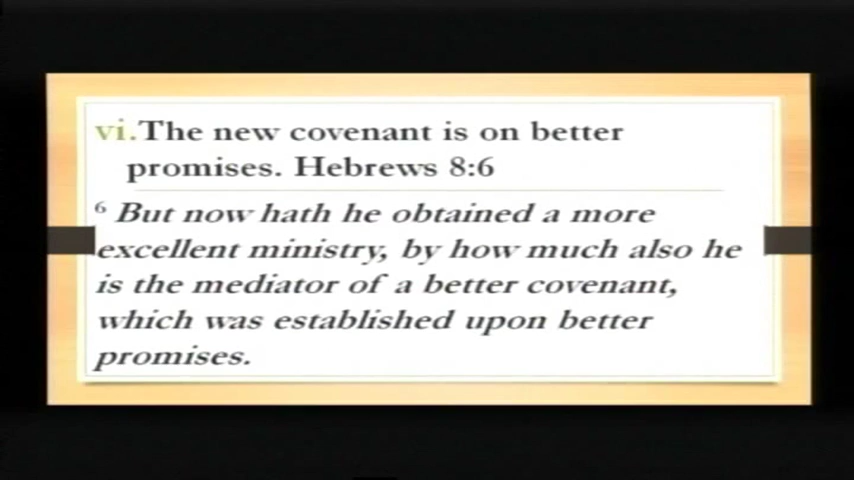 vi.The new covenant is on better
promises. Hebrews 8:6
6 But now hath he obtained a more
excellent ministry, by how much also he
is the mediator of a better covenant,
which was established upon better
promises.